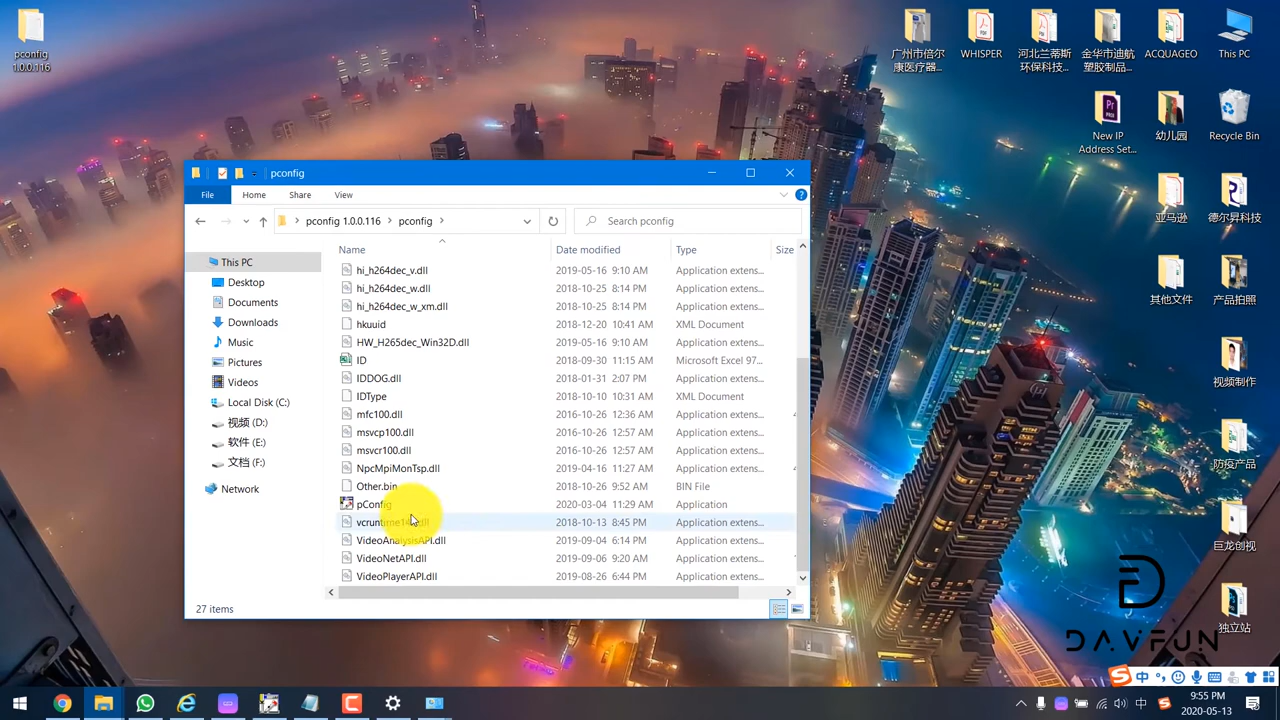 pconfig
1.0.0.116
广州市倍尔
康医疗器...
WHISPER
河北兰蒂斯
环保科技...
金华市迪航
塑胶制品...
ACQUAGEO
This PC
New IP
Address Set...
幼儿园
Recycle Bin
亚马逊
德尔昇科技
其他文件
产品拍照
视频制作
防疫产品
巨龙创视
独立站
pconfig
File
Home
Share
View
pconfig 1.0.0.116 > pconfig >
Search pconfig
Name
Date modified
Type
Size
This PC
Desktop
Documents
Downloads
Music
Pictures
Videos
Local Disk (C:)
视频 (D:)
软件 (E:)
文档 (F:)
Network
hi_h264dec_v.dll 2019-05-16 9:10 AM Application extens...
hi_h264dec_w.dll 2018-10-25 8:14 PM Application extens...
hi_h264dec_w_xm.dll 2018-10-25 8:14 PM Application extens...
hkuuid 2018-12-20 10:41 AM XML Document
HW_H265dec_Win32D.dll 2019-05-16 9:10 AM Application extens...
ID 2018-09-30 11:15 AM Microsoft Excel 97...
IDDOG.dll 2018-01-31 2:07 PM Application extens...
IDType 2018-10-10 10:31 AM XML Document
mfc100.dll 2016-10-26 12:36 AM Application extens...
msvcp100.dll 2016-10-26 12:57 AM Application extens...
msvcr100.dll 2016-10-26 12:57 AM Application extens...
NpcMpiMonTsp.dll 2019-04-16 11:27 AM Application extens...
Other.bin 2018-10-26 9:52 AM BIN File
pConfig 2020-03-04 11:29 AM Application
vcruntime14 .dll 2018-10-13 8:45 PM Application extens...
VideoAnalysisAPI.dll 2019-09-04 6:14 PM Application extens...
VideoNetAPI.dll 2019-09-06 9:20 AM Application extens...
VideoPlayerAPI.dll 2019-08-26 6:44 PM Application extens...
27 items
DAVFUN
中
中
9:55 PM
2020-05-13